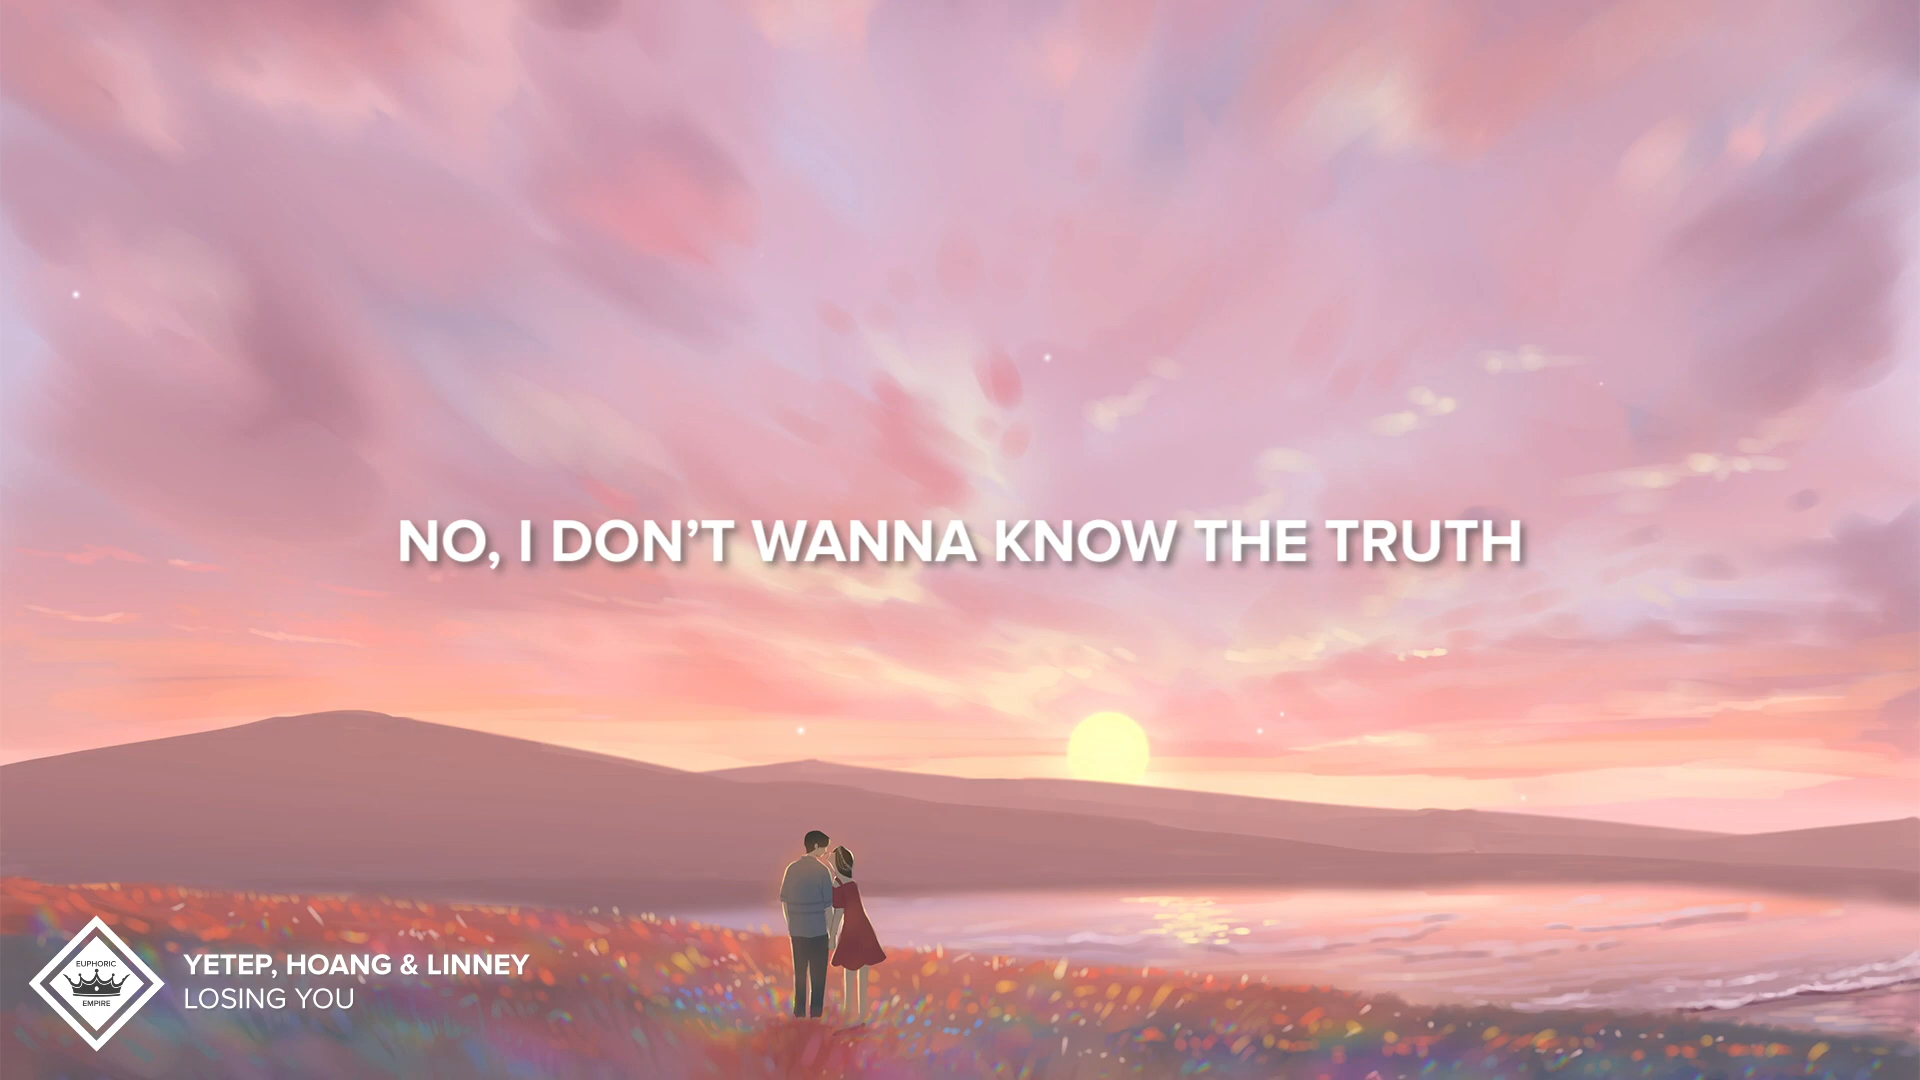 NO, I DON’T WANNA KNOW THE TRUTH
EUPHORIC
EMPIRE
YETEP, HOANG & LINNEY
LOSING YOU